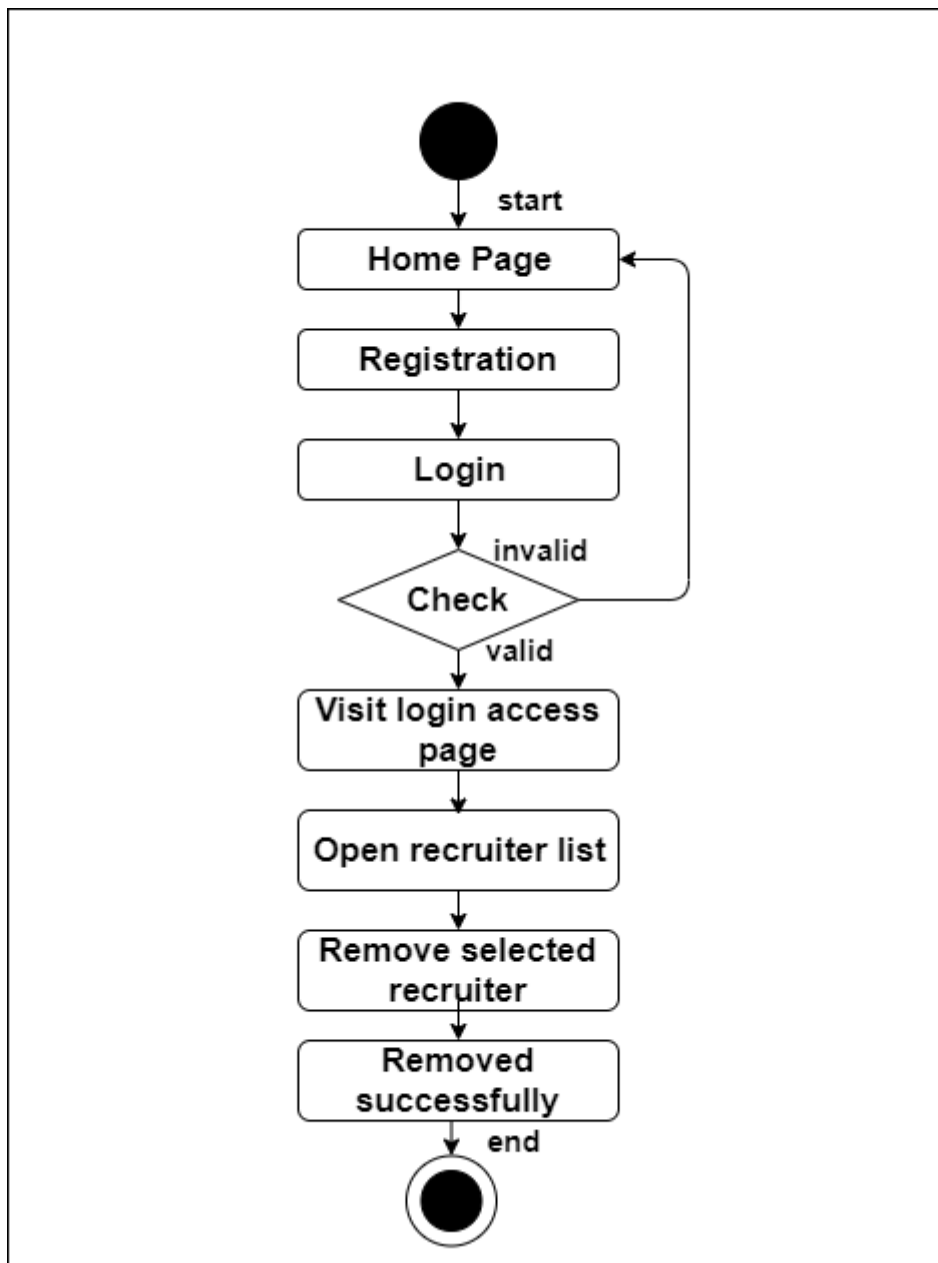 start
Home Page
Registration
Login
invalid
Check
valid
Visit login access
page
Open recruiter list
Remove selected
recruiter
Removed
successfully
end